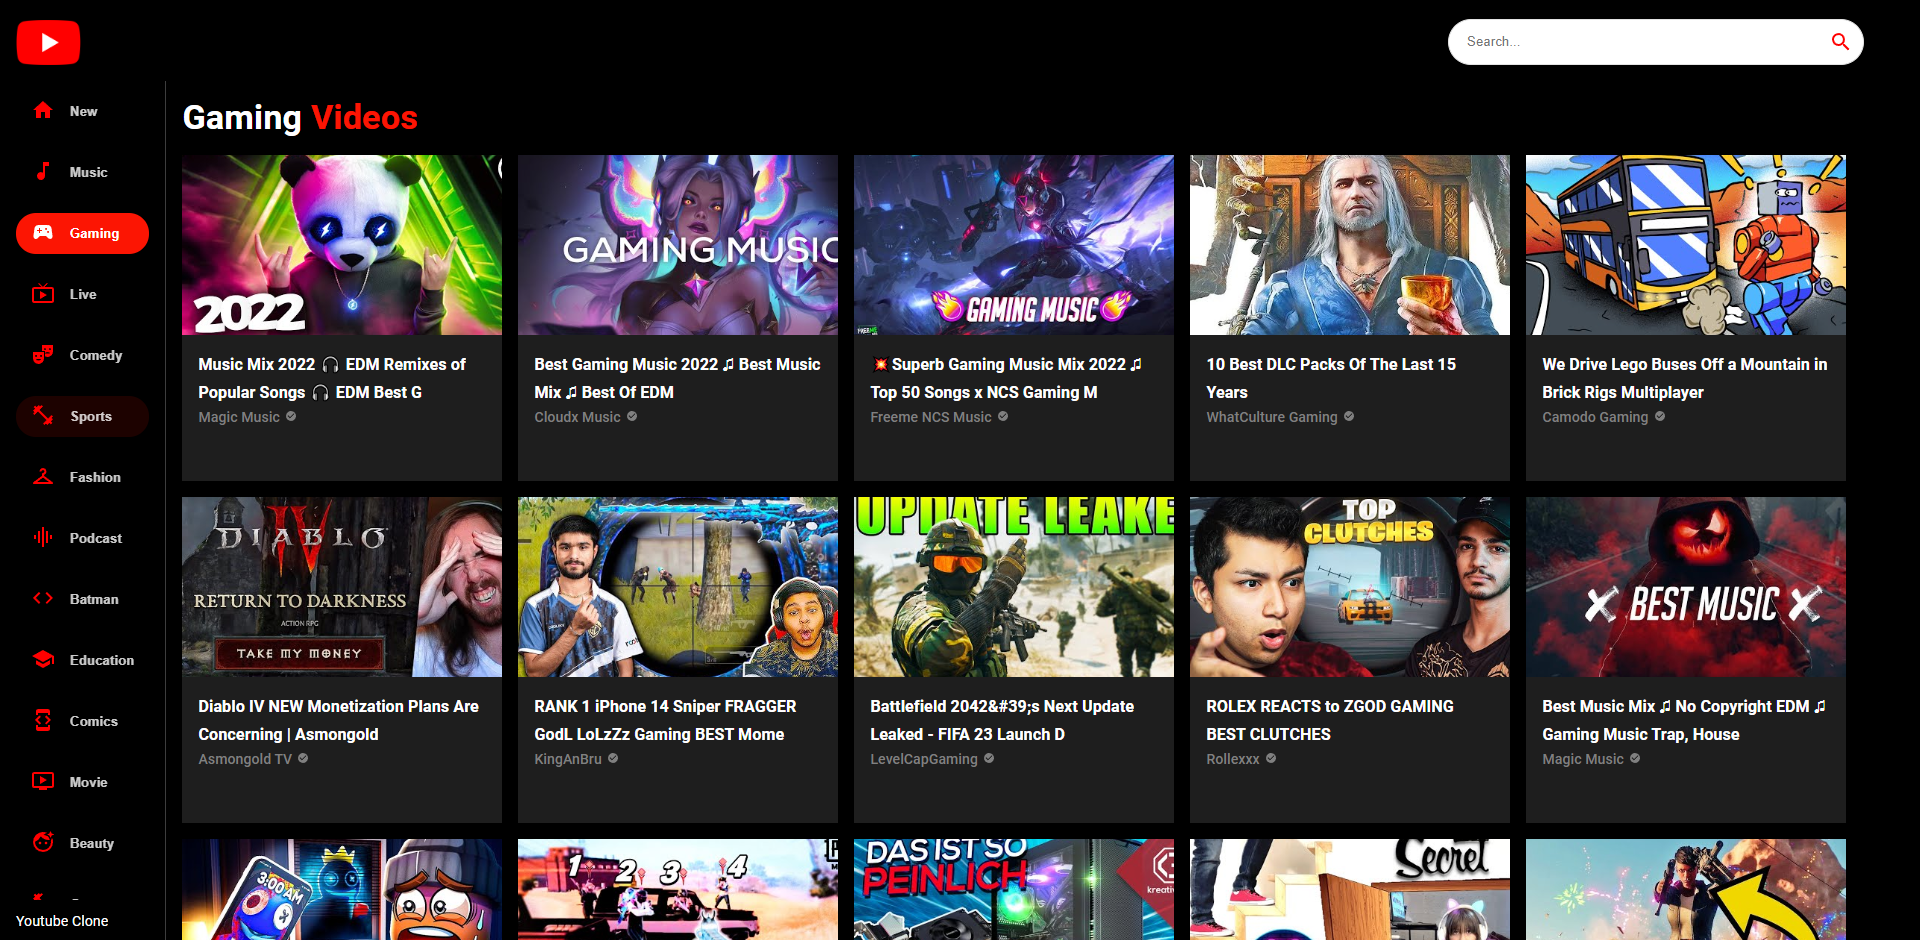 Search...
New
Music
Gaming
Live
Comedy
Sports
Fashion
Podcast
Batman
Education
Comics
Movie
Beauty
Youtube Clone
Gaming Videos
2022
GAMING MUSIC
GAMING MUSIC
Music Mix 2022 🎧 EDM Remixes of
Popular Songs 🎧 EDM Best G
Magic Music
Best Gaming Music 2022 ♫ Best Music
Mix ♫ Best Of EDM
Cloudx Music
💥Superb Gaming Music Mix 2022 ♫
Top 50 Songs x NCS Gaming M
Freeme NCS Music
10 Best DLC Packs Of The Last 15
Years
WhatCulture Gaming
We Drive Lego Buses Off a Mountain in
Brick Rigs Multiplayer
Camodo Gaming
DIABLO
IV
RETURN TO DARKNESS
ACTION RPG
TAKE MY MONEY
UPDATE LEAKE
TOP
CLUTCHES
BEST MUSIC
Diablo IV NEW Monetization Plans Are
Concerning | Asmongold
Asmongold TV
RANK 1 iPhone 14 Sniper FRAGGER
GodL LoLzZz Gaming BEST Mome
KingAnBru
Battlefield 2042&#39;s Next Update
Leaked - FIFA 23 Launch D
LevelCapGaming
ROLEX REACTS to ZGOD GAMING
BEST CLUTCHES
Rollexxx
Best Music Mix ♫ No Copyright EDM ♫
Gaming Music Trap, House
Magic Music
3:00 AM
1 2 3 4
DAS IST SO
PEINLICH
kreativ
Secret